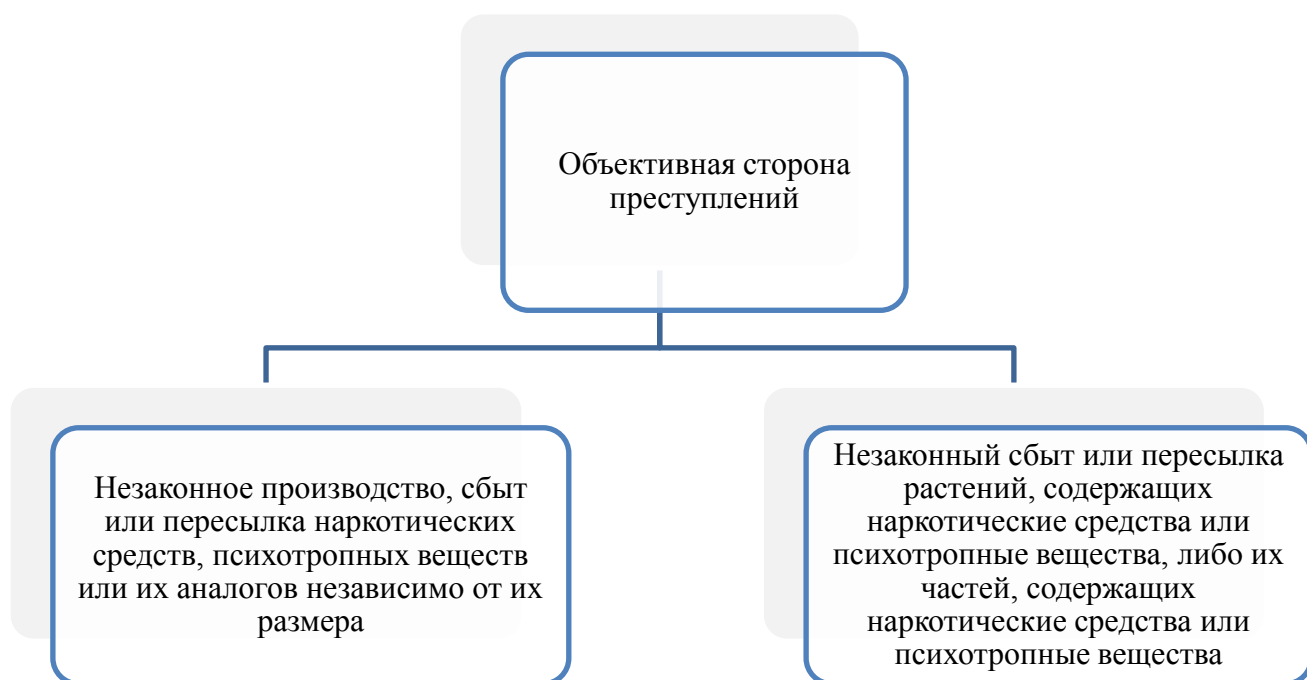 Объективная сторона
преступлений
Незаконное производство, сбыт
или пересылка наркотических
средств, психотропных веществ
или их аналогов независимо от их
размера
Незаконный сбыт или пересылка
растений, содержащих
наркотические средства или
психотропные вещества, либо их
частей, содержащих
наркотические средства или
психотропные вещества